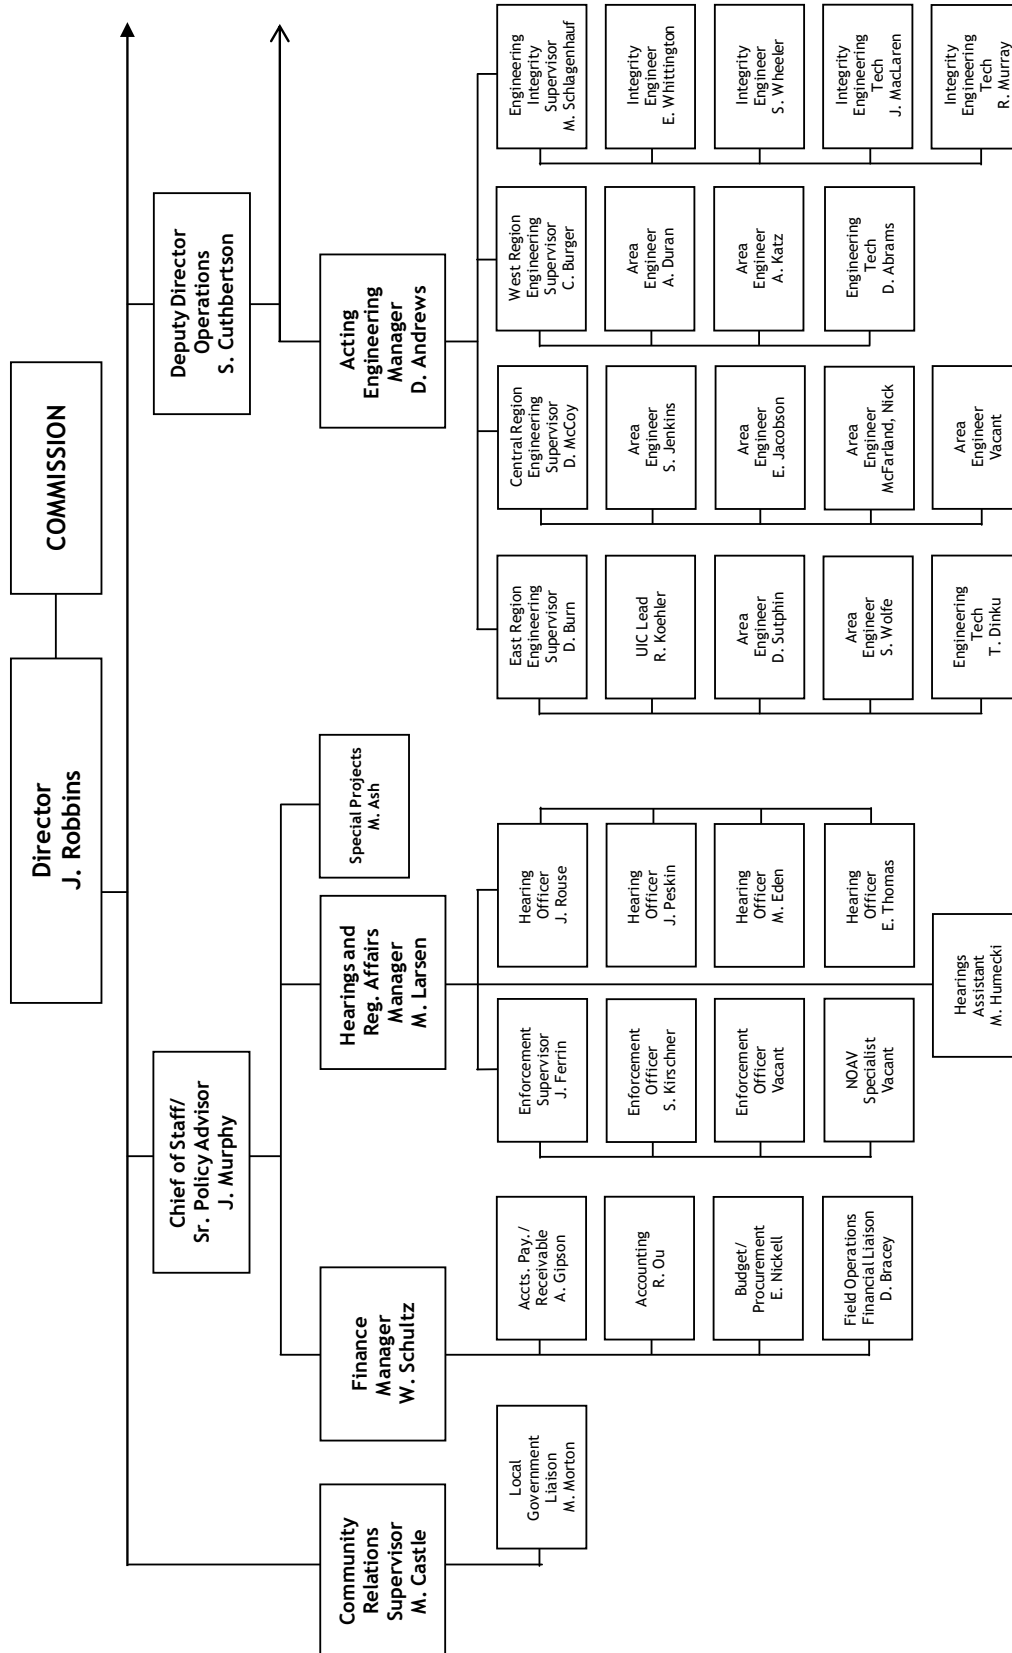 COMMISSION
Director
J. Robbins
Community
Relations
Supervisor
M. Castle
Local
Government
Liaison
M. Morton
Chief of Staff/
Sr. Policy Advisor
J. Murphy
Finance
Manager
W. Schultz
Accts. Pay./
Receivable
A. Gipson
Accounting
R. Ou
Budget/
Procurement
E. Nickell
Field Operations
Financial Liaison
D. Bracey
Hearings and
Reg. Affairs
Manager
M. Larsen
Enforcement
Supervisor
J. Ferrin
Enforcement
Officer
S. Kirschner
Enforcement
Officer
Vacant
NOAV
Specialist
Vacant
Hearing
Officer
J. Rouse
Hearing
Officer
J. Peskin
Hearing
Officer
M. Eden
Hearing
Officer
E. Thomas
Hearings
Assistant
M. Humecki
Special Projects
M. Ash
Deputy Director
Operations
S. Cuthbertson
Acting
Engineering
Manager
D. Andrews
East Region
Engineering
Supervisor
D. Burn
UIC Lead
R. Koehler
Area
Engineer
D. Sutphin
Area
Engineer
S. Wolfe
Engineering
Tech
T. Dinku
Central Region
Engineering
Supervisor
D. McCoy
Area
Engineer
S. Jenkins
Area
Engineer
E. Jacobson
Area
Engineer
McFarland, Nick
Area
Engineer
Vacant
West Region
Engineering
Supervisor
C. Burger
Area
Engineer
A. Duran
Area
Engineer
A. Katz
Engineering
Tech
D. Abrams
Engineering
Integrity
Supervisor
M. Schlagenhauf
Integrity
Engineer
E. Whittington
Integrity
Engineer
S. Wheeler
Integrity
Engineering
Tech
J. MacLaren
Integrity
Engineering
Tech
R. Murray